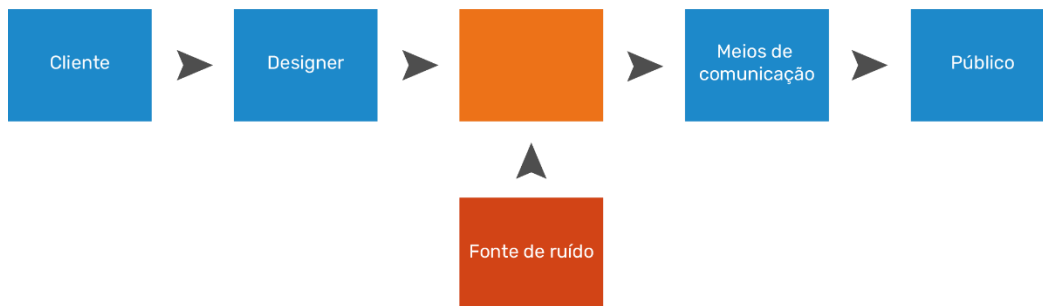 Cliente
Designer
Meios de
comunicação
Público
Fonte de ruído